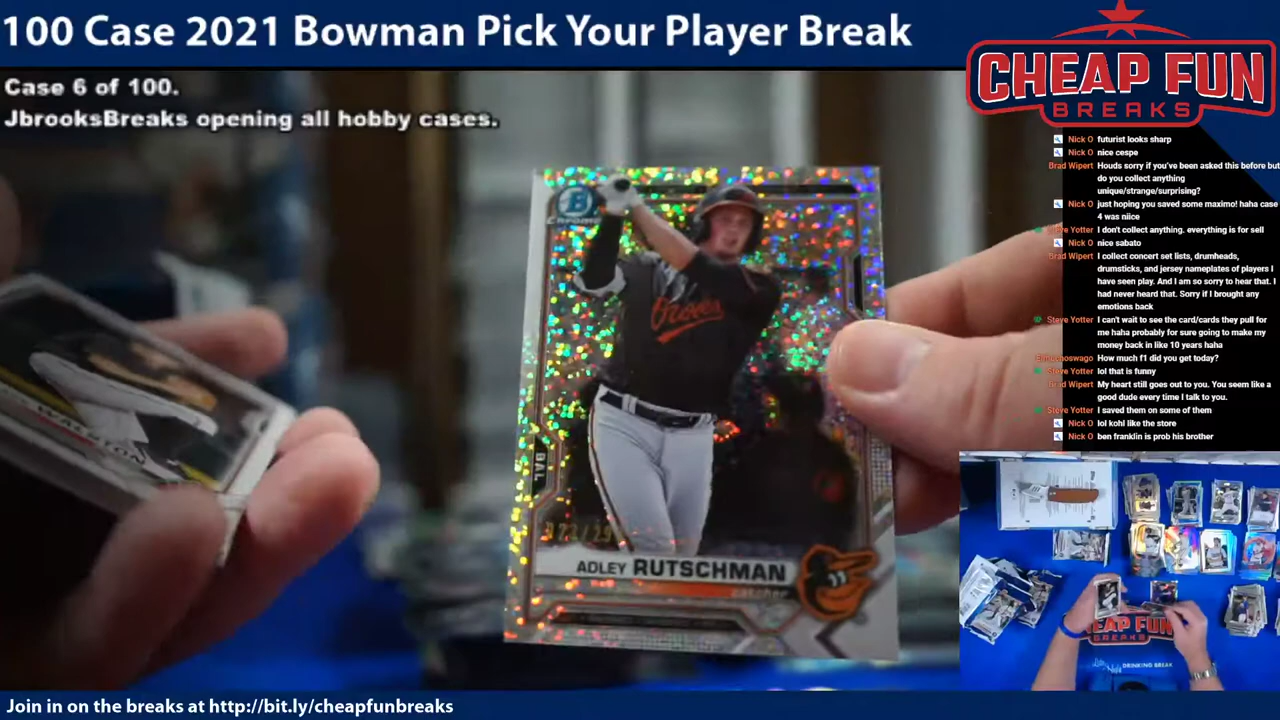 100 Case 2021 Bowman Pick Your Player Break
Case 6 of 100.
JbrooksBreaks opening all hobby cases.
CHEAP FUN
BREAKS
Nick O futurist looks sharp
Nick O nice cespe
Brad Wipert Houds sorry if you've been asked this before but
do you collect anything
unique/strange/surprising?
Nick O just hoping you saved some maximo! haha case
4 was niice
Steve Yotter I don't collect anything. everything is for sell
Nick O nice sabato
Brad Wipert I collect concert set lists, drumheads,
drumsticks, and jersey nameplates of players I
have seen play. And I am so sorry to hear that. I
had never heard that. Sorry if I brought any
emotions back
Steve Yotter I can't wait to see the card/cards they pull for
me haha probably for sure going to make my
money back in like 10 years haha
How much f1 did you get today?
Steve Yotter lol that is funny
Brad Wipert My heart still goes out to you. You seem like a
good dude every time I talk to you.
Steve Yotter I saved them on some of them
Nick O lol kohl like the store
Nick O ben franklin is prob his brother
B
Chrome
BAL
ADLEY RUTSCHMAN
catcher
CHEAP FUN
BREAKS
DRINKING BREAK
Join in on the breaks at http://bit.ly/cheapfunbreaks